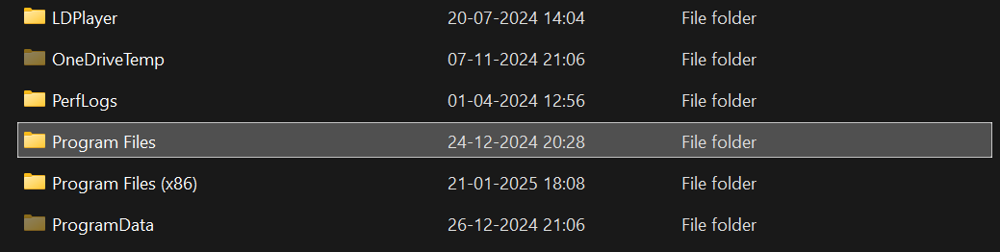 LDPlayer 20-07-2024 14:04 File folder
OneDriveTemp 07-11-2024 21:06 File folder
PerfLogs 01-04-2024 12:56 File folder
Program Files 24-12-2024 20:28 File folder
Program Files (x86) 21-01-2025 18:08 File folder
ProgramData 26-12-2024 21:06 File folder